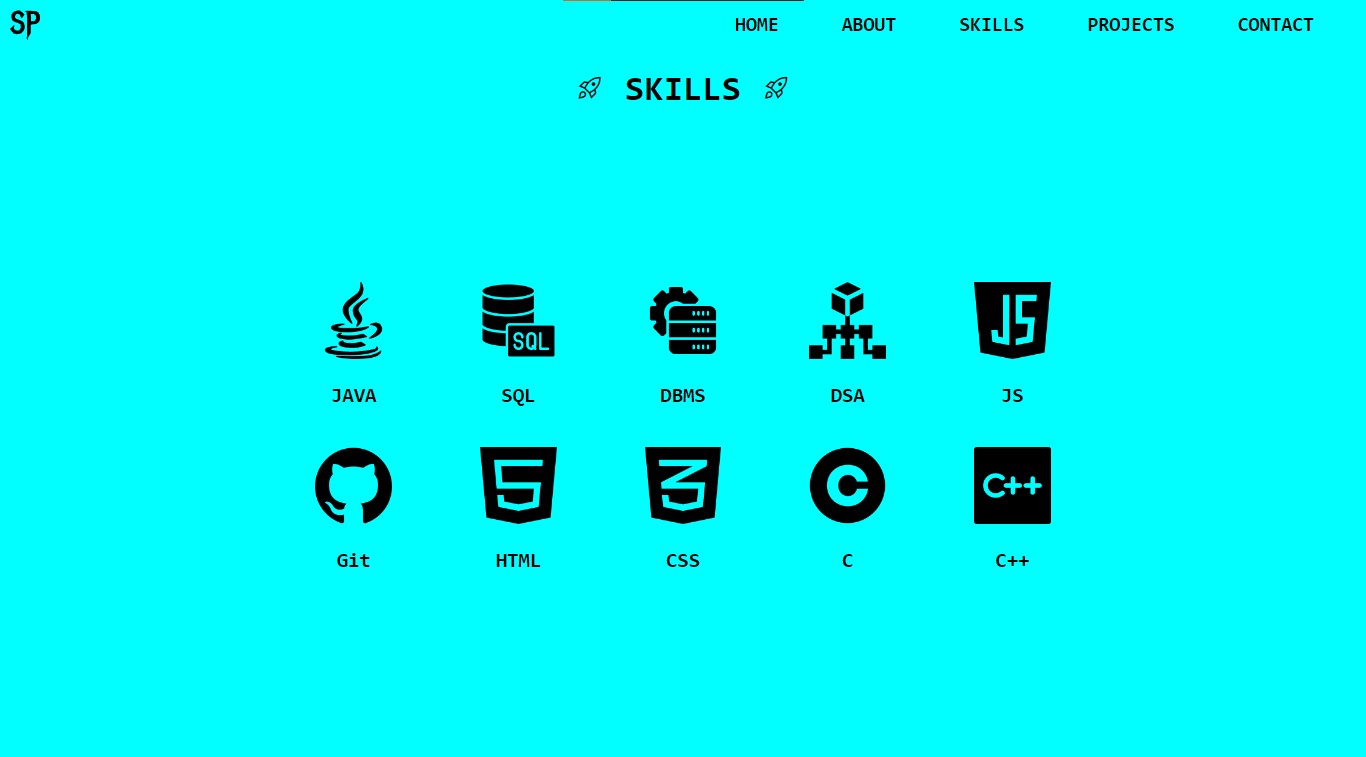 SP HOME ABOUT SKILLS PROJECTS CONTACT
SKILLS
SQL
JS
JAVA SQL DBMS DSA JS
C C++
Git HTML CSS C C++